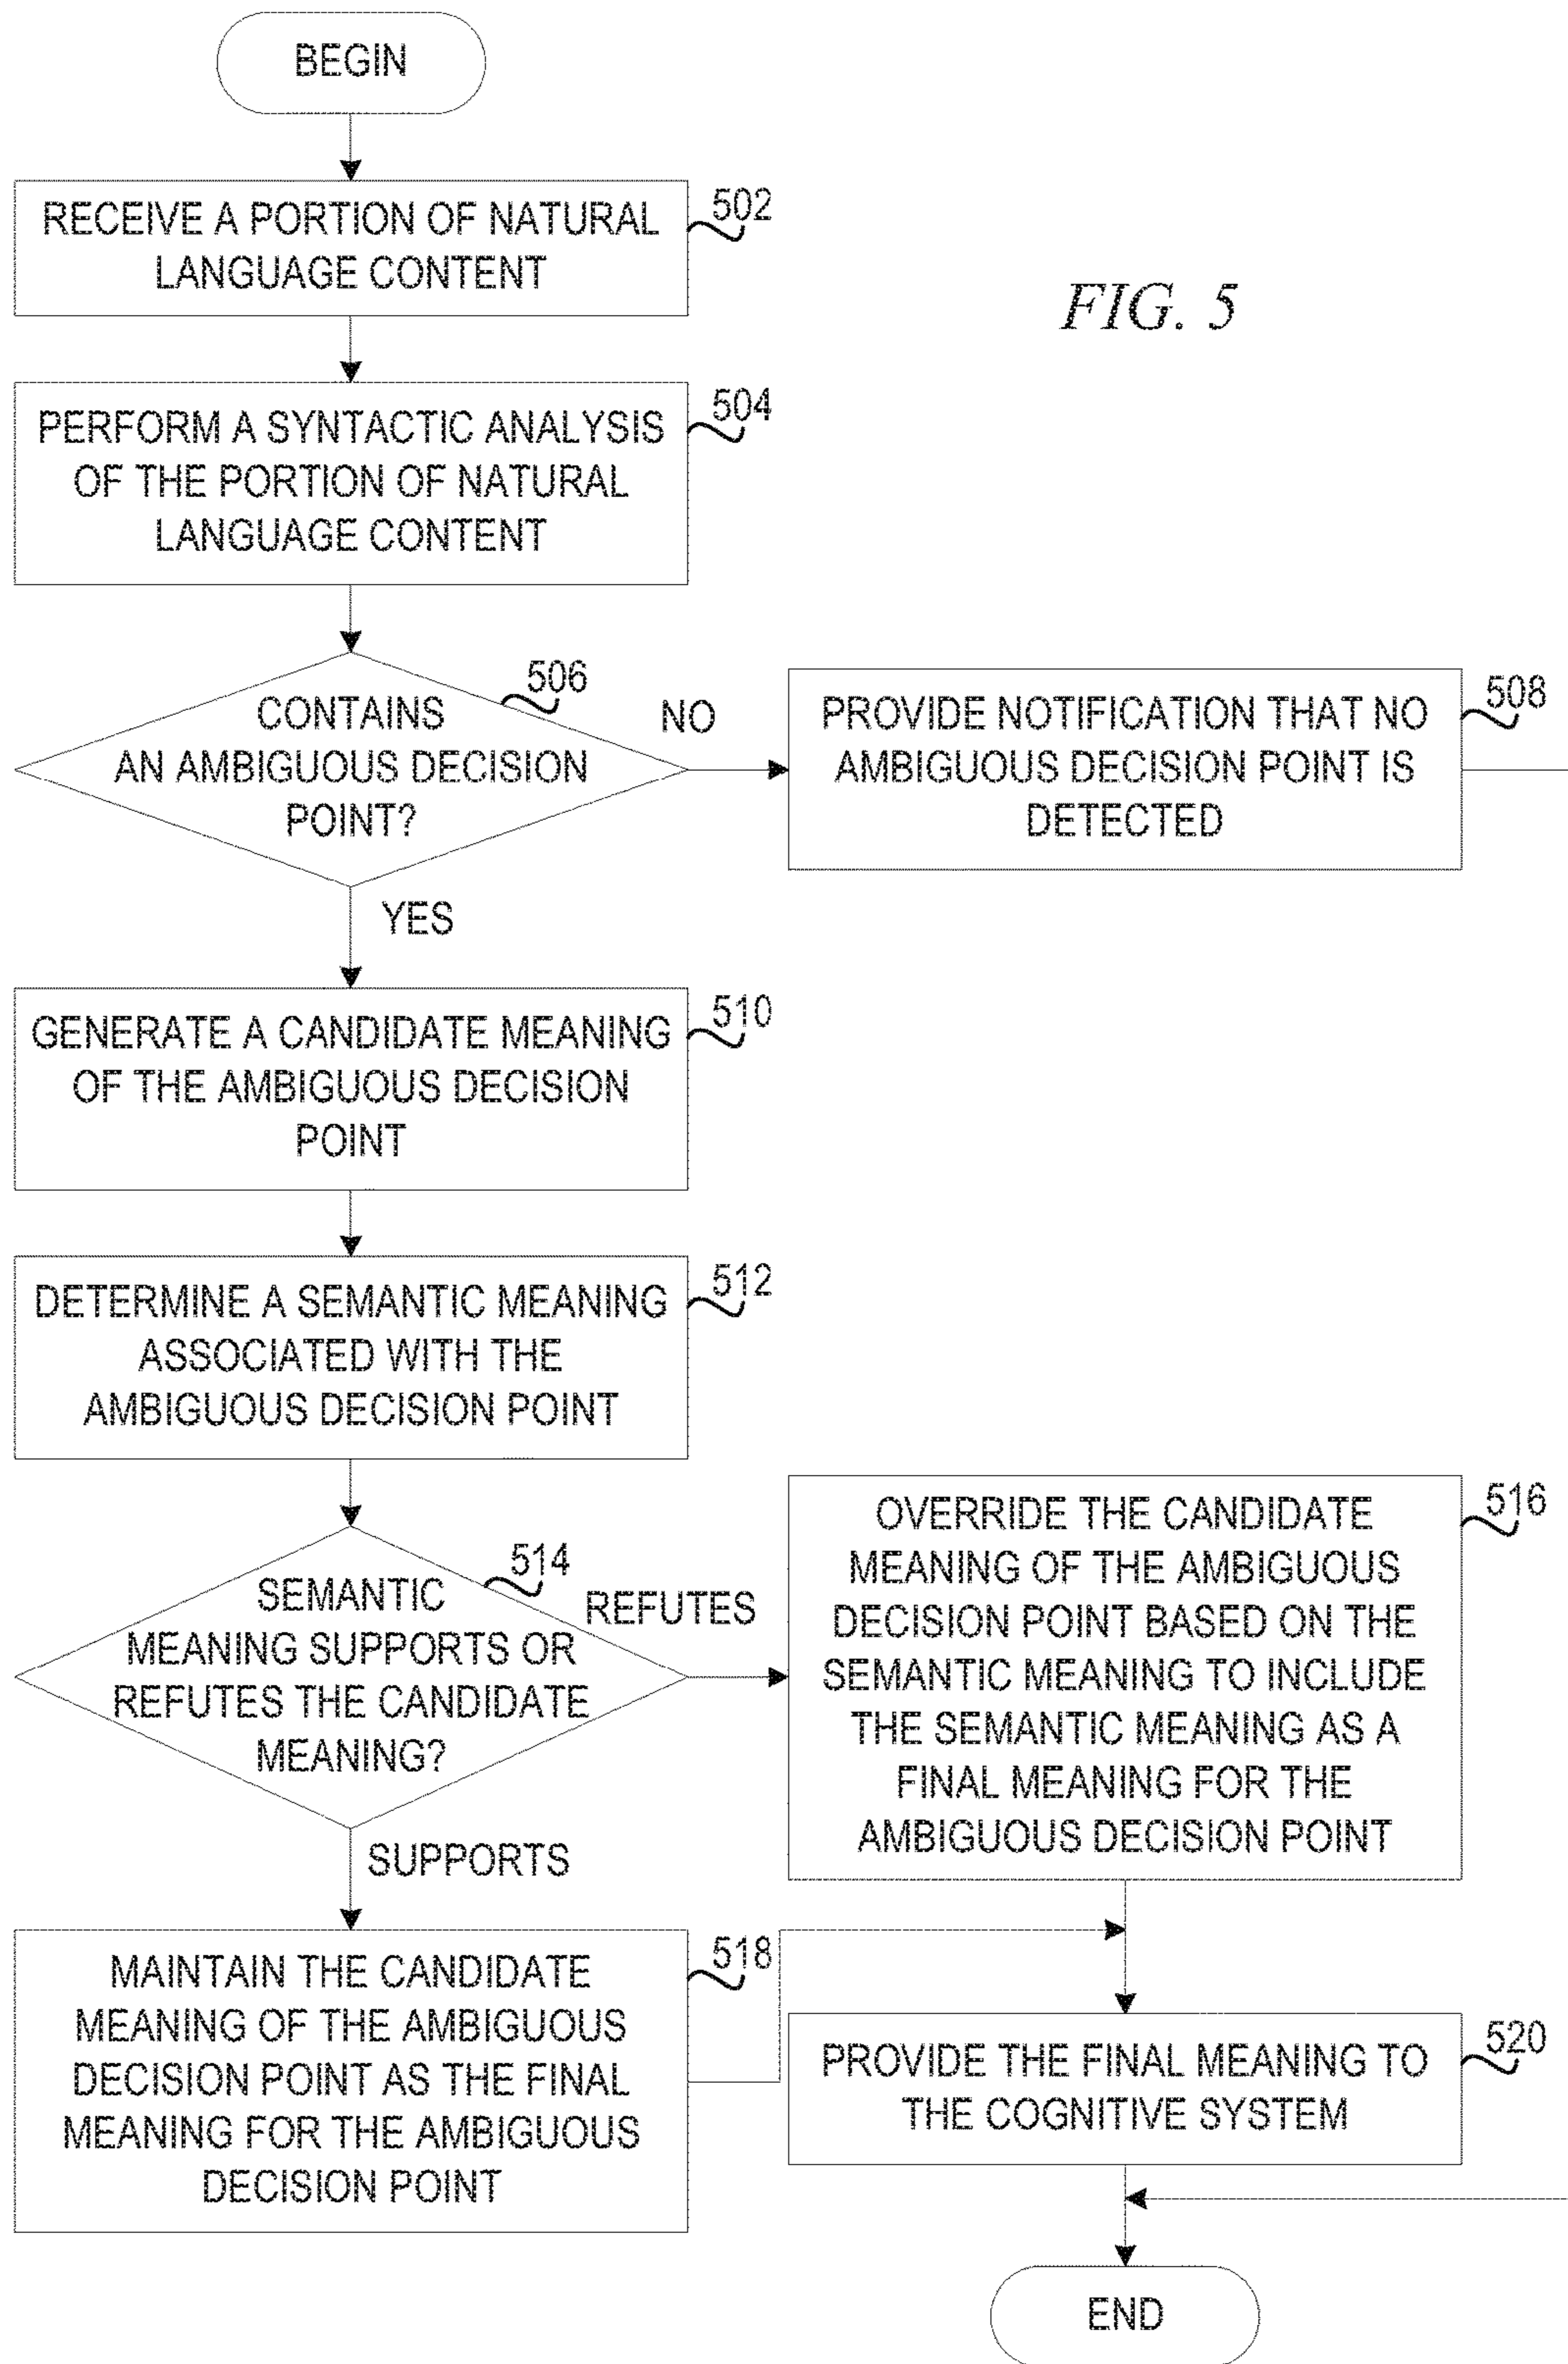 BEGIN
RECEIVE A PORTION OF NATURAL
LANGUAGE CONTENT
502
FIG. 5
PERFORM A SYNTACTIC ANALYSIS
OF THE PORTION OF NATURAL
LANGUAGE CONTENT
504
CONTAINS
AN AMBIGUOUS DECISION
POINT?
506
NO
PROVIDE NOTIFICATION THAT NO
AMBIGUOUS DECISION POINT IS
DETECTED
508
YES
GENERATE A CANDIDATE MEANING
OF THE AMBIGUOUS DECISION
POINT
510
DETERMINE A SEMANTIC MEANING
ASSOCIATED WITH THE
AMBIGUOUS DECISION POINT
512
SEMANTIC
MEANING SUPPORTS OR
REFUTES THE CANDIDATE
MEANING?
514
REFUTES
OVERRIDE THE CANDIDATE
MEANING OF THE AMBIGUOUS
DECISION POINT BASED ON THE
SEMANTIC MEANING TO INCLUDE
THE SEMANTIC MEANING AS A
FINAL MEANING FOR THE
AMBIGUOUS DECISION POINT
516
SUPPORTS
MAINTAIN THE CANDIDATE
MEANING OF THE AMBIGUOUS
DECISION POINT AS THE FINAL
MEANING FOR THE AMBIGUOUS
DECISION POINT
518
PROVIDE THE FINAL MEANING TO
THE COGNITIVE SYSTEM
520
END